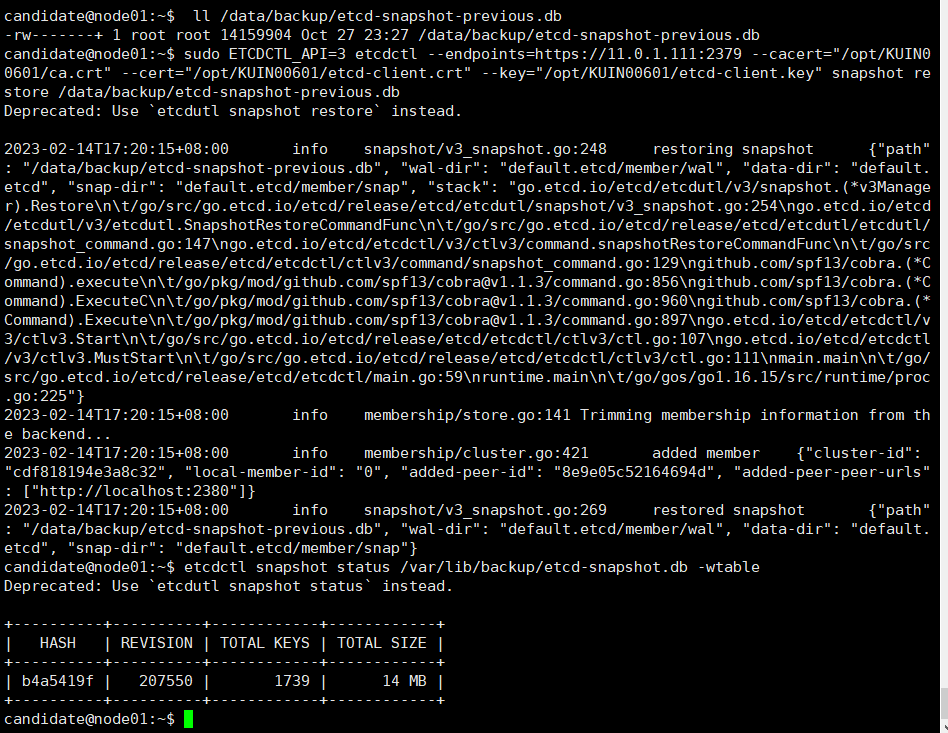 candidate@node01:~$  ll /data/backup/etcd-snapshot-previous.db
-rw-------+ 1 root root 14159904 Oct 27 23:27 /data/backup/etcd-snapshot-previous.db
candidate@node01:~$ sudo ETCDCTL_API=3 etcdctl --endpoints=https://11.0.1.111:2379 --cacert="/opt/KUIN0
0601/ca.crt" --cert="/opt/KUIN00601/etcd-client.crt" --key="/opt/KUIN00601/etcd-client.key" snapshot re
store /data/backup/etcd-snapshot-previous.db
Deprecated: Use `etcdutl snapshot restore` instead.

2023-02-14T17:20:15+08:00       info    snapshot/v3_snapshot.go:248     restoring snapshot      {"path"
: "/data/backup/etcd-snapshot-previous.db", "wal-dir": "default.etcd/member/wal", "data-dir": "default.
etcd", "snap-dir": "default.etcd/member/snap", "stack": "go.etcd.io/etcd/etcdutl/v3/snapshot.(*v3Manage
r).Restore\n\t/go/src/go.etcd.io/etcd/release/etcd/etcdutl/snapshot/v3_snapshot.go:254\ngo.etcd.io/etcd
/etcdutl/v3/etcdutl.SnapshotRestoreCommandFunc\n\t/go/src/go.etcd.io/etcd/release/etcd/etcdutl/etcdutl/
snapshot_command.go:147\ngo.etcd.io/etcd/etcdctl/v3/ctlv3/command.snapshotRestoreCommandFunc\n\t/go/src
/go.etcd.io/etcd/release/etcd/etcdctl/ctlv3/command/snapshot_command.go:129\ngithub.com/spf13/cobra.(*C
ommand).execute\n\t/go/pkg/mod/github.com/spf13/cobra@v1.1.3/command.go:856\ngithub.com/spf13/cobra.(*C
ommand).ExecuteC\n\t/go/pkg/mod/github.com/spf13/cobra@v1.1.3/command.go:960\ngithub.com/spf13/cobra.(*
Command).Execute\n\t/go/pkg/mod/github.com/spf13/cobra@v1.1.3/command.go:897\ngo.etcd.io/etcd/etcdctl/v
3/ctlv3.Start\n\t/go/src/go.etcd.io/etcd/release/etcd/etcdctl/ctlv3/ctl.go:107\ngo.etcd.io/etcd/etcdctl
/v3/ctlv3.MustStart\n\t/go/src/go.etcd.io/etcd/release/etcd/etcdctl/ctlv3/ctl.go:111\nmain.main\n\t/go/
src/go.etcd.io/etcd/release/etcd/etcdctl/main.go:59\nruntime.main\n\t/go/gos/go1.16.15/src/runtime/proc
.go:225"}
2023-02-14T17:20:15+08:00       info    membership/store.go:141 Trimming membership information from th
e backend...
2023-02-14T17:20:15+08:00       info    membership/cluster.go:421       added member    {"cluster-id":
"cdf818194e3a8c32", "local-member-id": "0", "added-peer-id": "8e9e05c52164694d", "added-peer-peer-urls"
: ["http://localhost:2380"]}
2023-02-14T17:20:15+08:00       info    snapshot/v3_snapshot.go:269     restored snapshot       {"path"
: "/data/backup/etcd-snapshot-previous.db", "wal-dir": "default.etcd/member/wal", "data-dir": "default.
etcd", "snap-dir": "default.etcd/member/snap"}
candidate@node01:~$ etcdctl snapshot status /var/lib/backup/etcd-snapshot.db -wtable
Deprecated: Use `etcdutl snapshot status` instead.

+----------+----------+------------+------------+
|   HASH   | REVISION | TOTAL KEYS | TOTAL SIZE |
+----------+----------+------------+------------+
| b4a5419f |   207550 |       1739 |      14 MB |
+----------+----------+------------+------------+
candidate@node01:~$